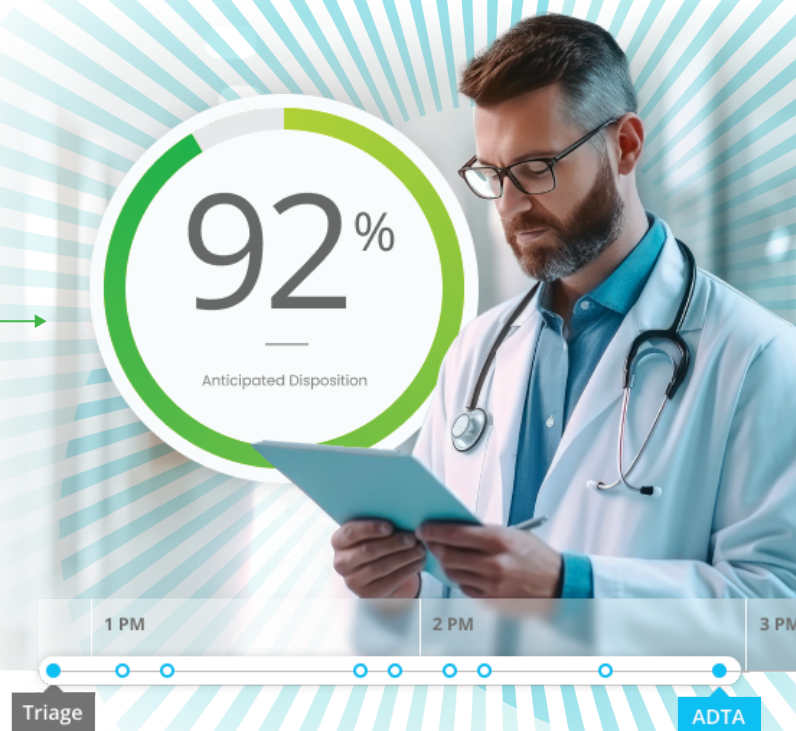 92%
Anticipated Disposition
1 PM
2 PM
3 PM
Triage
ADTA